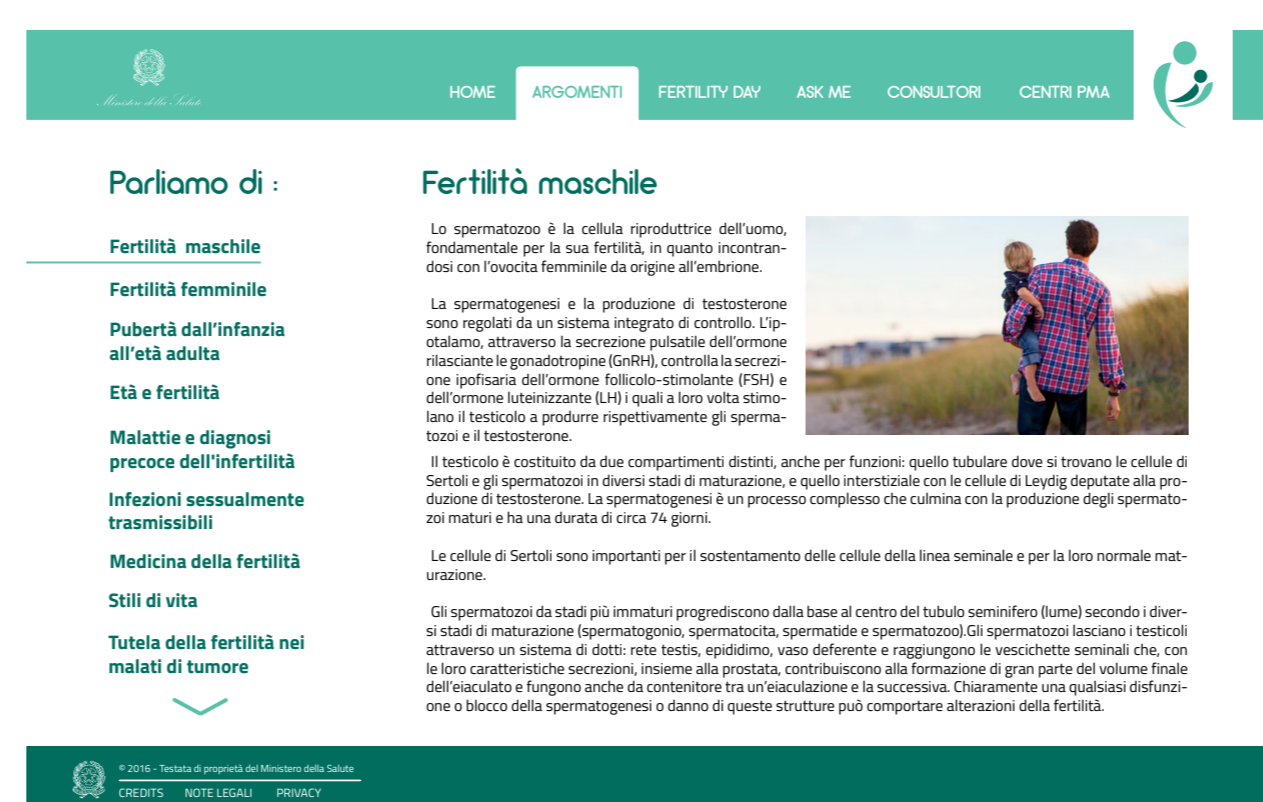 Ministero della Salute
HOME
ARGOMENTI
FERTILITY DAY
ASK ME
CONSULTORI
CENTRI PMA
Parliamo di :
Fertilità maschile
Fertilità femminile
Pubertà dall’infanzia
all’età adulta
Età e fertilità
Malattie e diagnosi
precoce dell'infertilità
Infezioni sessualmente
trasmissibili
Medicina della fertilità
Stili di vita
Tutela della fertilità nei
malati di tumore
Fertilità maschile
Lo spermatozoo è la cellula riproduttrice dell’uomo,
fondamentale per la sua fertilità, in quanto incontran-
dosi con l’ovocita femminile da origine all’embrione.
La spermatogenesi e la produzione di testosterone
sono regolati da un sistema integrato di controllo. L’ip-
otalamo, attraverso la secrezione pulsatile dell’ormone
rilasciante le gonadotropine (GnRH), controlla la secrezi-
one ipofisaria dell’ormone follicolo-stimolante (FSH) e
dell’ormone luteinizzante (LH) i quali a loro volta stimo-
lano il testicolo a produrre rispettivamente gli sperma-
tozoi e il testosterone.
Il testicolo è costituito da due compartimenti distinti, anche per funzioni: quello tubulare dove si trovano le cellule di
Sertoli e gli spermatozoi in diversi stadi di maturazione, e quello interstiziale con le cellule di Leydig deputate alla pro-
duzione di testosterone. La spermatogenesi è un processo complesso che culmina con la produzione degli spermato-
zoi maturi e ha una durata di circa 74 giorni.
Le cellule di Sertoli sono importanti per il sostentamento delle cellule della linea seminale e per la loro normale mat-
urazione.
Gli spermatozoi da stadi più immaturi progrediscono dalla base al centro del tubulo seminifero (lume) secondo i diver-
si stadi di maturazione (spermatogonio, spermatocita, spermatide e spermatozoo).Gli spermatozoi lasciano i testicoli
attraverso un sistema di dotti: rete testis, epididimo, vaso deferente e raggiungono le vescichette seminali che, con
le loro caratteristiche secrezioni, insieme alla prostata, contribuiscono alla formazione di gran parte del volume finale
dell’eiaculato e fungono anche da contenitore tra un’eiaculazione e la successiva. Chiaramente una qualsiasi disfunzi-
one o blocco della spermatogenesi o danno di queste strutture può comportare alterazioni della fertilità.
© 2016 - Testata di proprietà del Ministero della Salute
CREDITS NOTE LEGALI PRIVACY